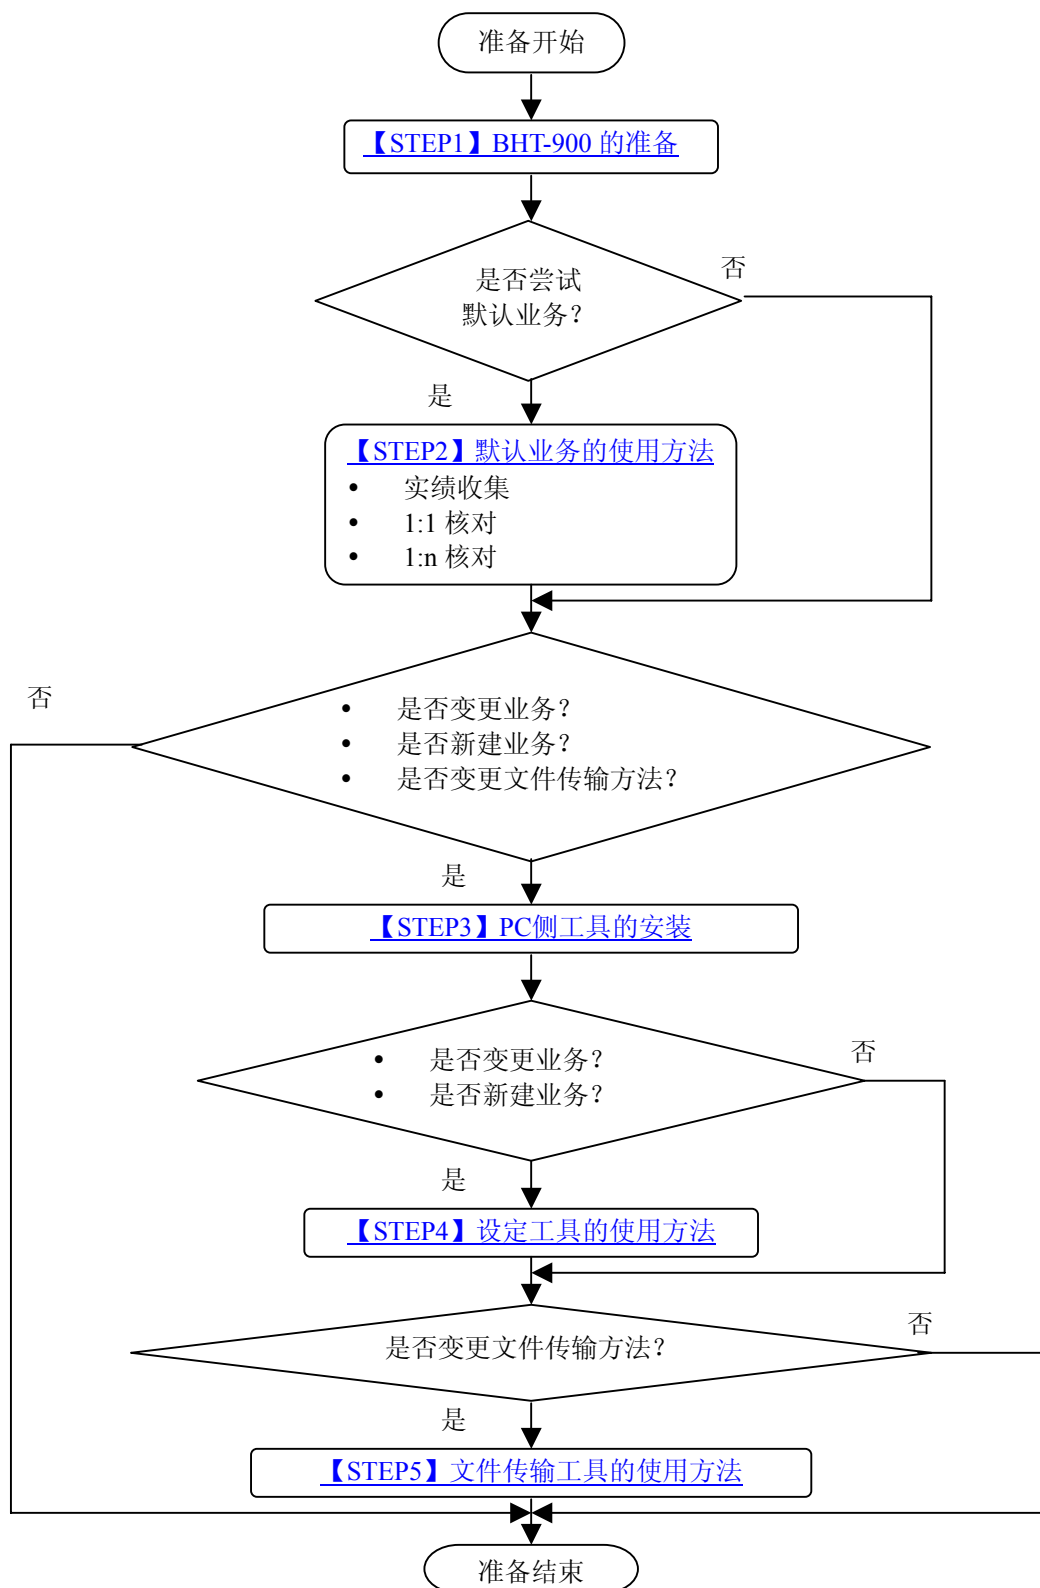 准备开始
【STEP1】BHT-900 的准备
是否尝试
默认业务？
否
是
【STEP2】默认业务的使用方法
• 实绩收集
• 1:1 核对
• 1:n 核对
否
• 是否变更业务？
• 是否新建业务？
• 是否变更文件传输方法？
是
【STEP3】PC侧工具的安装
• 是否变更业务？
• 是否新建业务？
否
是
【STEP4】设定工具的使用方法
是否变更文件传输方法？
否
是
【STEP5】文件传输工具的使用方法
准备结束